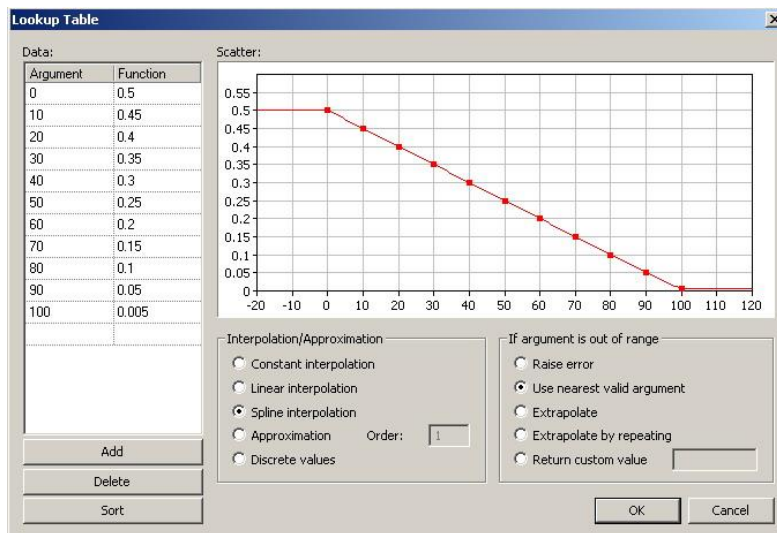 Lookup Table
Data:
Argument Function
0 0.5
10 0.45
20 0.4
30 0.35
40 0.3
50 0.25
60 0.2
70 0.15
80 0.1
90 0.05
100 0.005
Add
Delete
Sort
Scatter:
0.55
0.5
0.45
0.4
0.35
0.3
0.25
0.2
0.15
0.1
0.05
0
-20 -10 0 10 20 30 40 50 60 70 80 90 100 110 120
Interpolation/Approximation
Constant interpolation
Linear interpolation
Spline interpolation
Approximation Order: 1
Discrete values
If argument is out of range
Raise error
Use nearest valid argument
Extrapolate
Extrapolate by repeating
Return custom value
OK Cancel